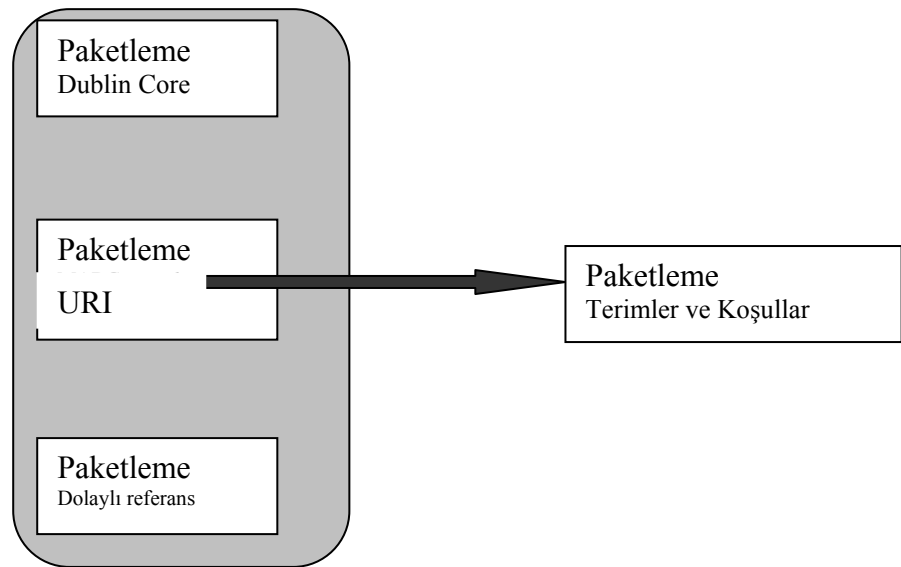 Paketleme
Dublin Core
Paketleme
URI
Paketleme
Terimler ve Koşullar
Paketleme
Dolaylı referans